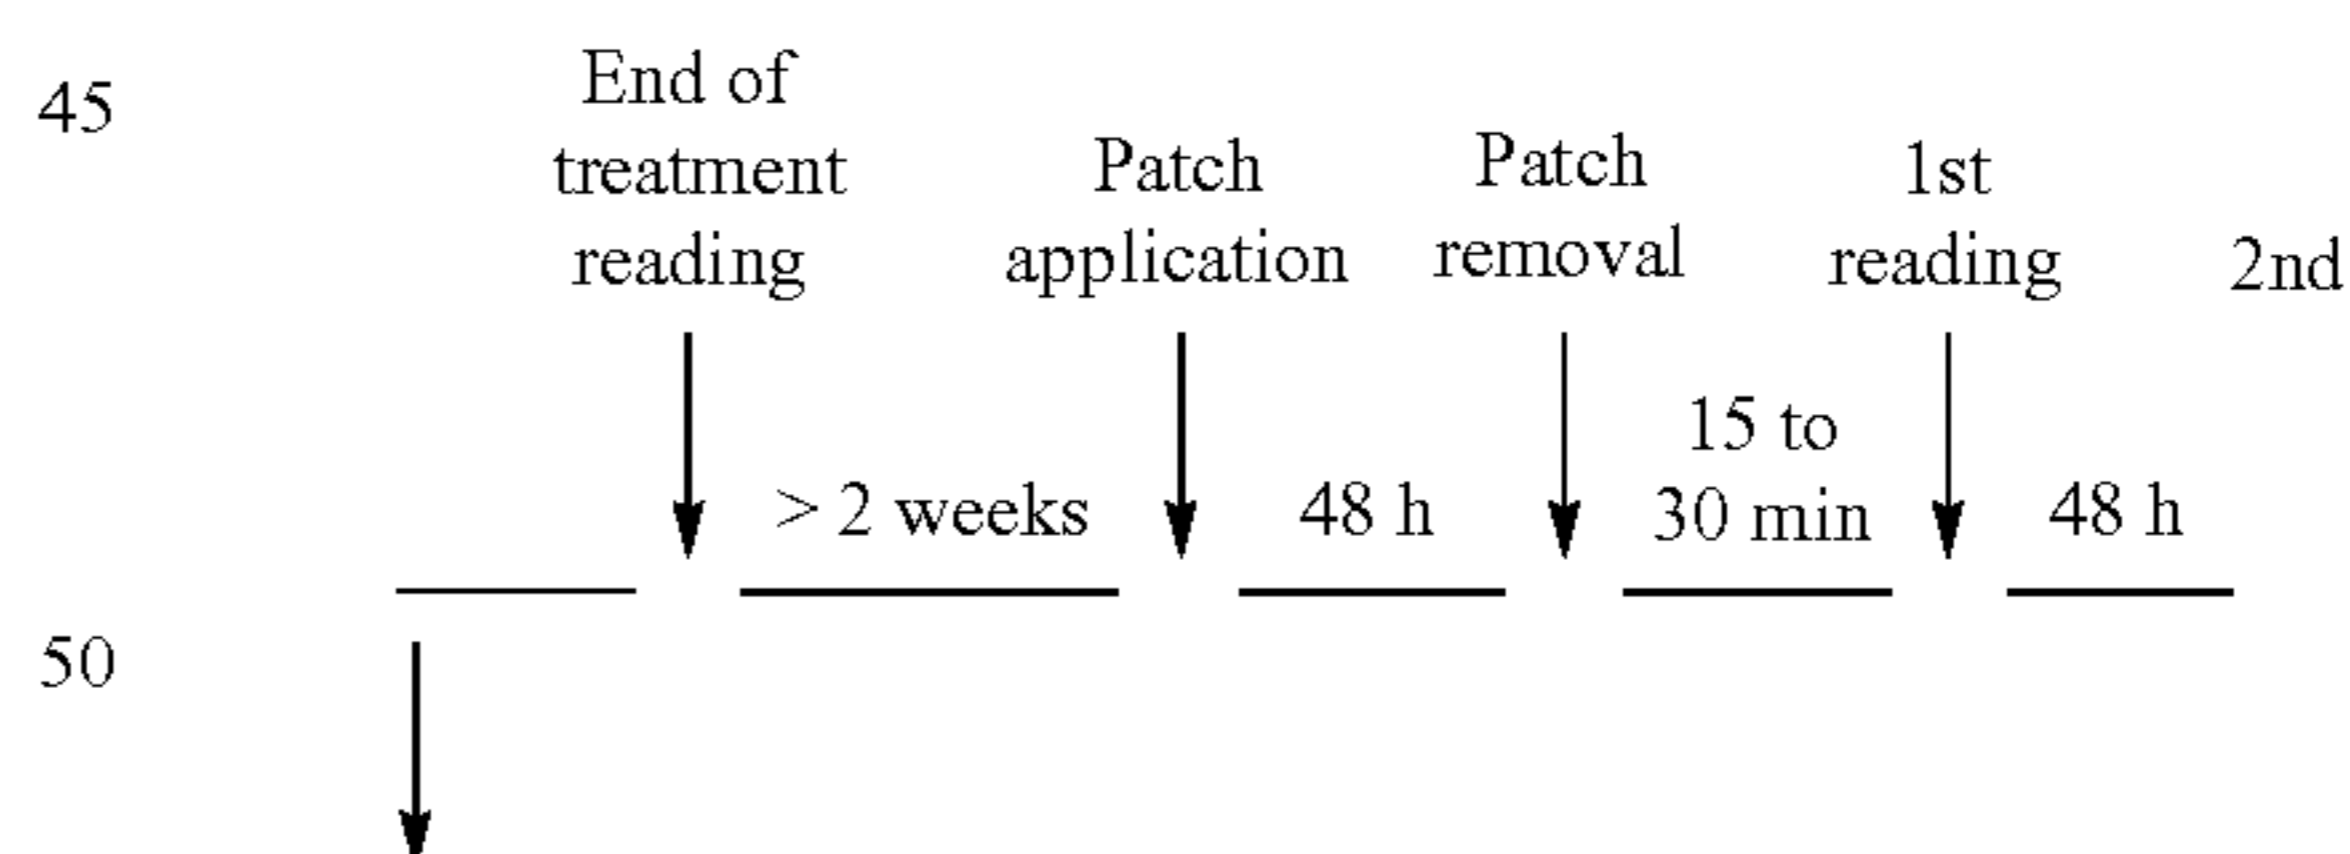 45
End of
treatment
reading
Patch
application
Patch
removal
1st
reading
2nd
> 2 weeks
48 h
15 to
30 min
48 h
50